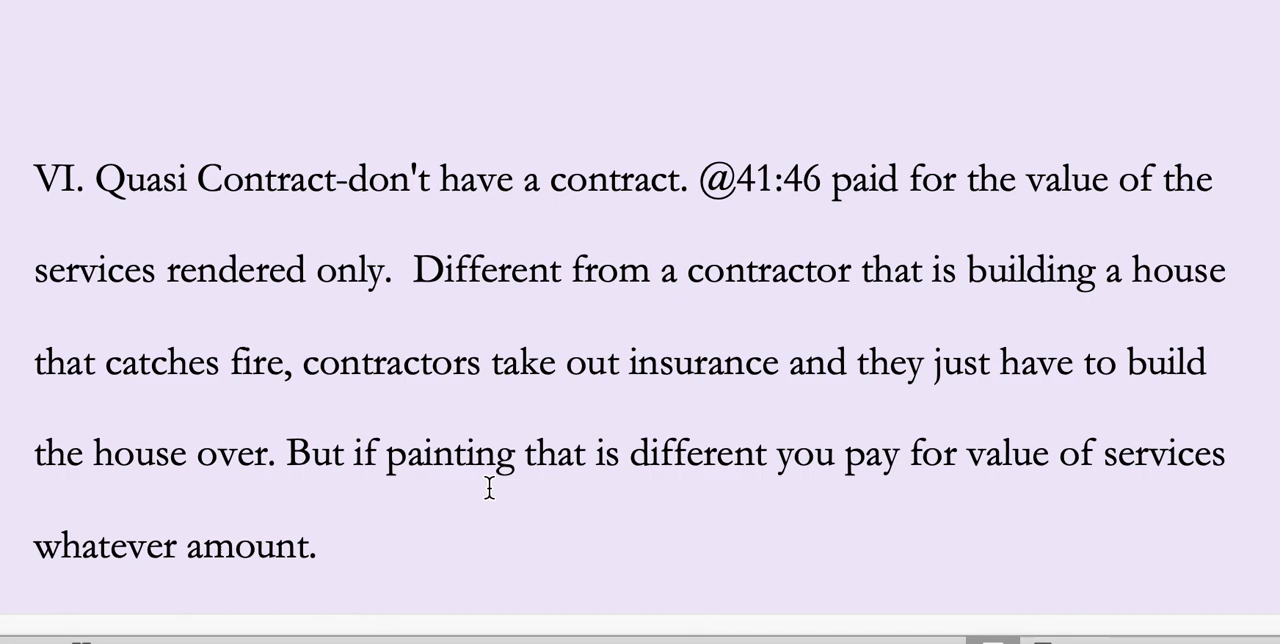 VI. Quasi Contract-don't have a contract. @41:46 paid for the value of the
services rendered only.  Different from a contractor that is building a house
that catches fire, contractors take out insurance and they just have to build
the house over. But if painting that is different you pay for value of services
whatever amount.